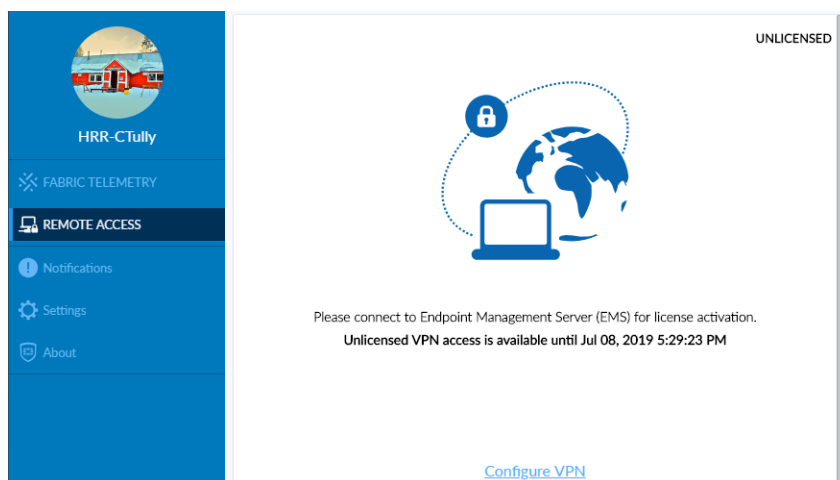 HRR-CTully
FABRIC TELEMETRY
REMOTE ACCESS
Notifications
Settings
About
UNLICENSED
Please connect to Endpoint Management Server (EMS) for license activation.
Unlicensed VPN access is available until Jul 08, 2019 5:29:23 PM
Configure VPN